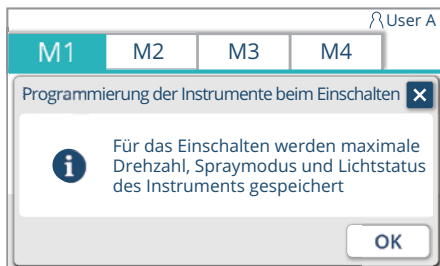 User A
M1 M2 M3 M4
Programmierung der Instrumente beim Einschalten
Für das Einschalten werden maximale
Drehzahl, Spraymodus und Lichtstatus
des Instruments gespeichert
OK